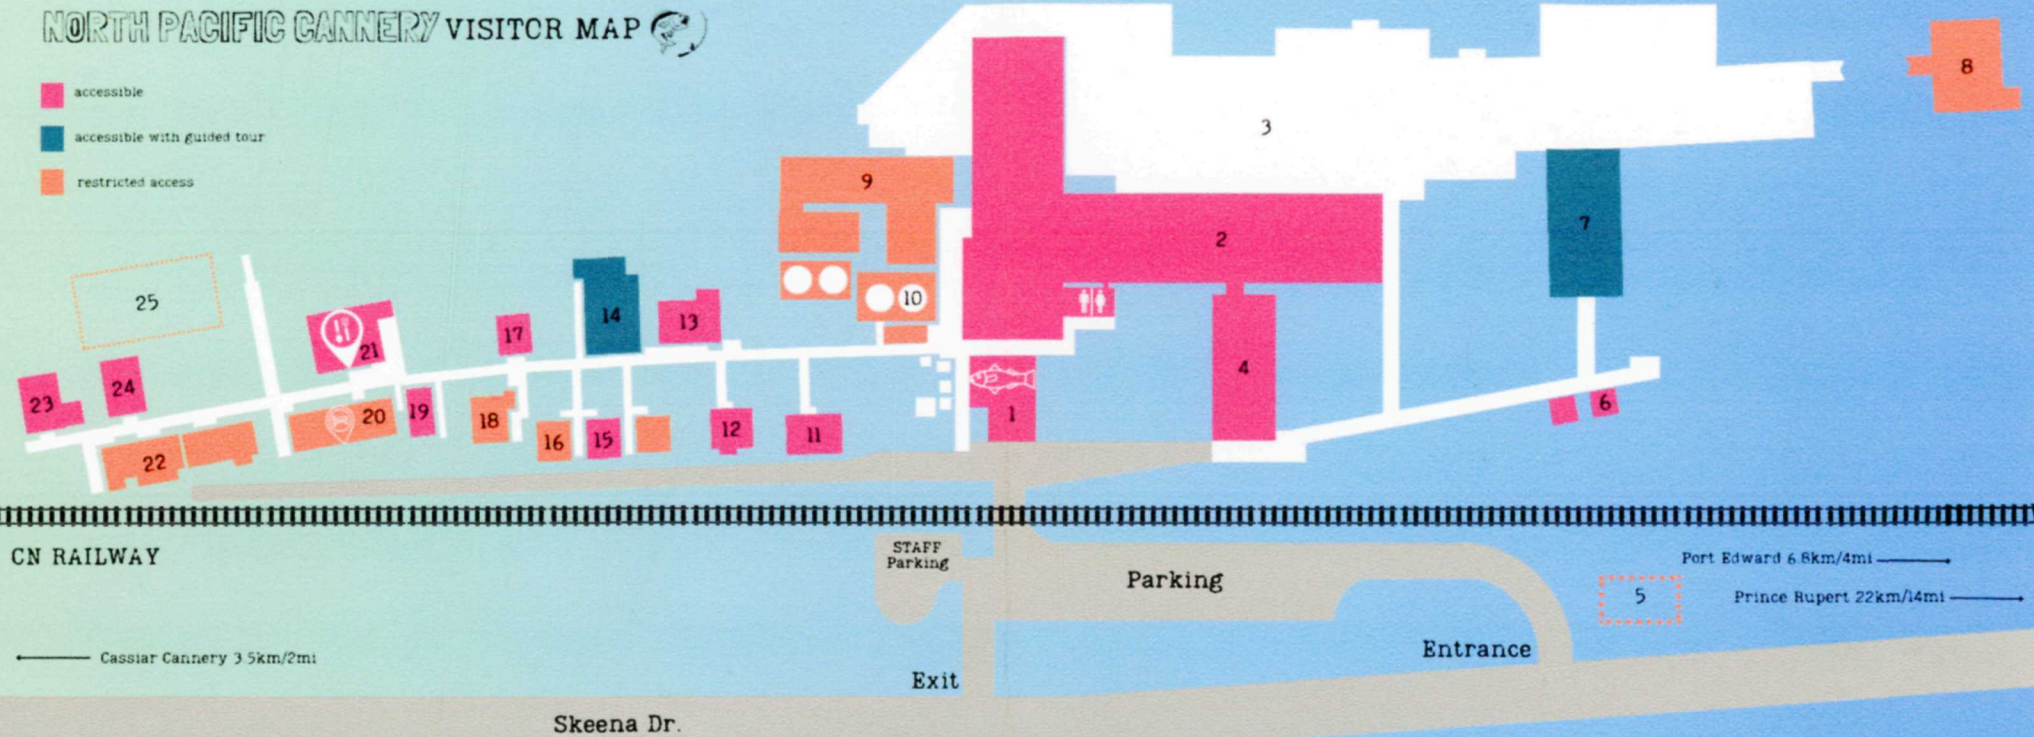 NORTH PACIFIC CANNERY VISITOR MAP
accessible
accessible with guided tour
restricted access
8
3
9
2
7
10
25
14
13
17
21
4
24
23
19
20
18
6
1
12
11
16
15
22
CN RAILWAY
STAFF
Parking
Parking
Port Edward 6.8km/4mi
5
Prince Rupert 22km/14mi
Cassiar Cannery 3.5km/2mi
Entrance
Exit
Skeena Dr.